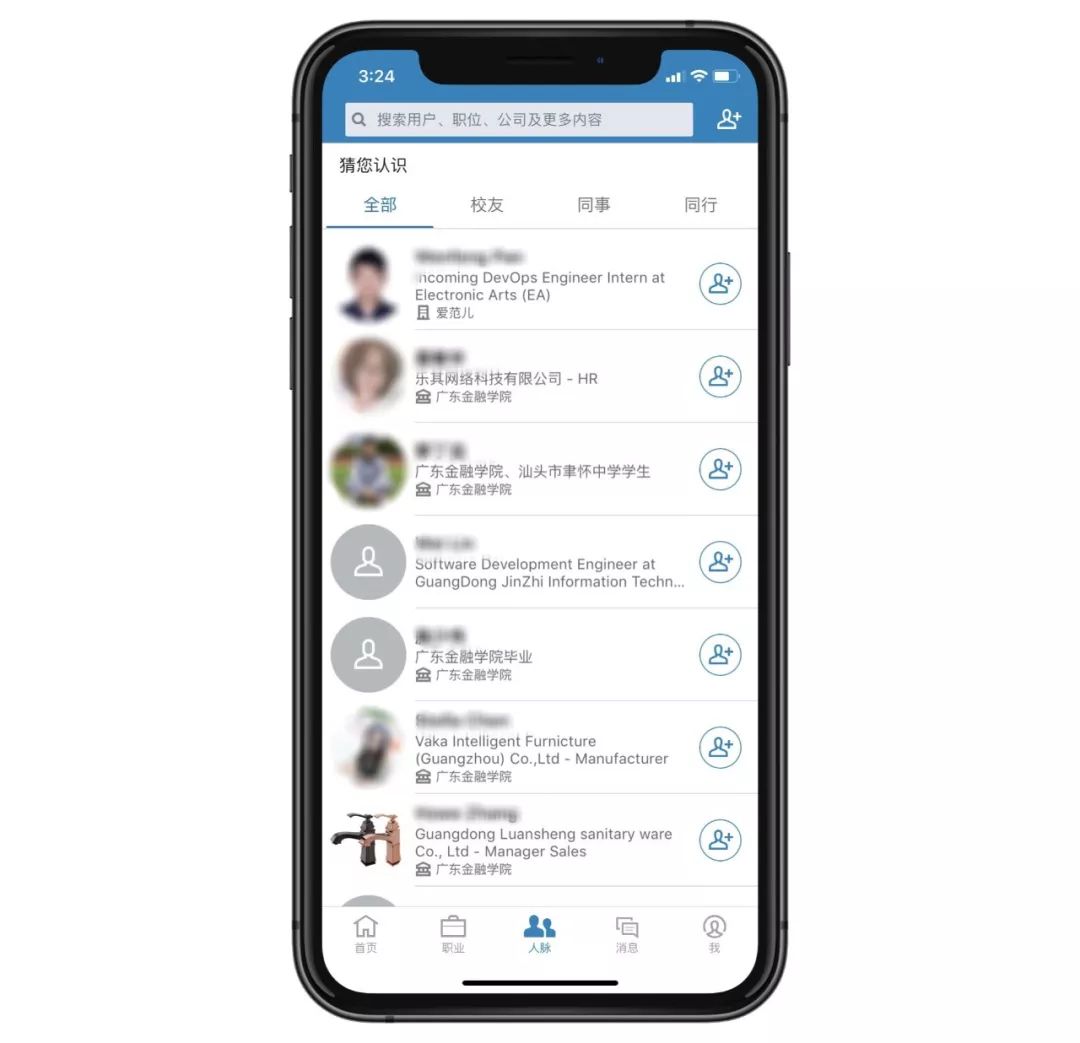 3:24
搜索用户、职位、公司及更多内容
猜您认识
全部 校友 同事 同行
Incoming DevOps Engineer Intern at
Electronic Arts (EA)
爱范儿
乐其网络科技有限公司 - HR
广东金融学院
广东金融学院、汕头市聿怀中学学生
广东金融学院
Software Development Engineer at
GuangDong JinZhi Information Techn...
广东金融学院毕业
广东金融学院
Vaka Intelligent Furnicture
(Guangzhou) Co.,Ltd - Manufacturer
广东金融学院
Guangdong Luansheng sanitary ware
Co., Ltd - Manager Sales
广东金融学院
首页 职业 人脉 消息 我